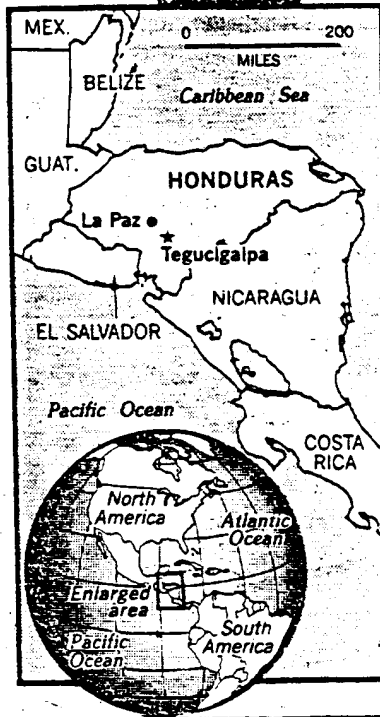 MEX.
0 200
MILES
BELIZE
Caribbean Sea
GUAT.
HONDURAS
La Paz
Tegucigalpa
NICARAGUA
EL SALVADOR
Pacific Ocean
COSTA
RICA
North
America
Atlantic
Ocean
Enlarged
area
Pacific
Ocean
South
America